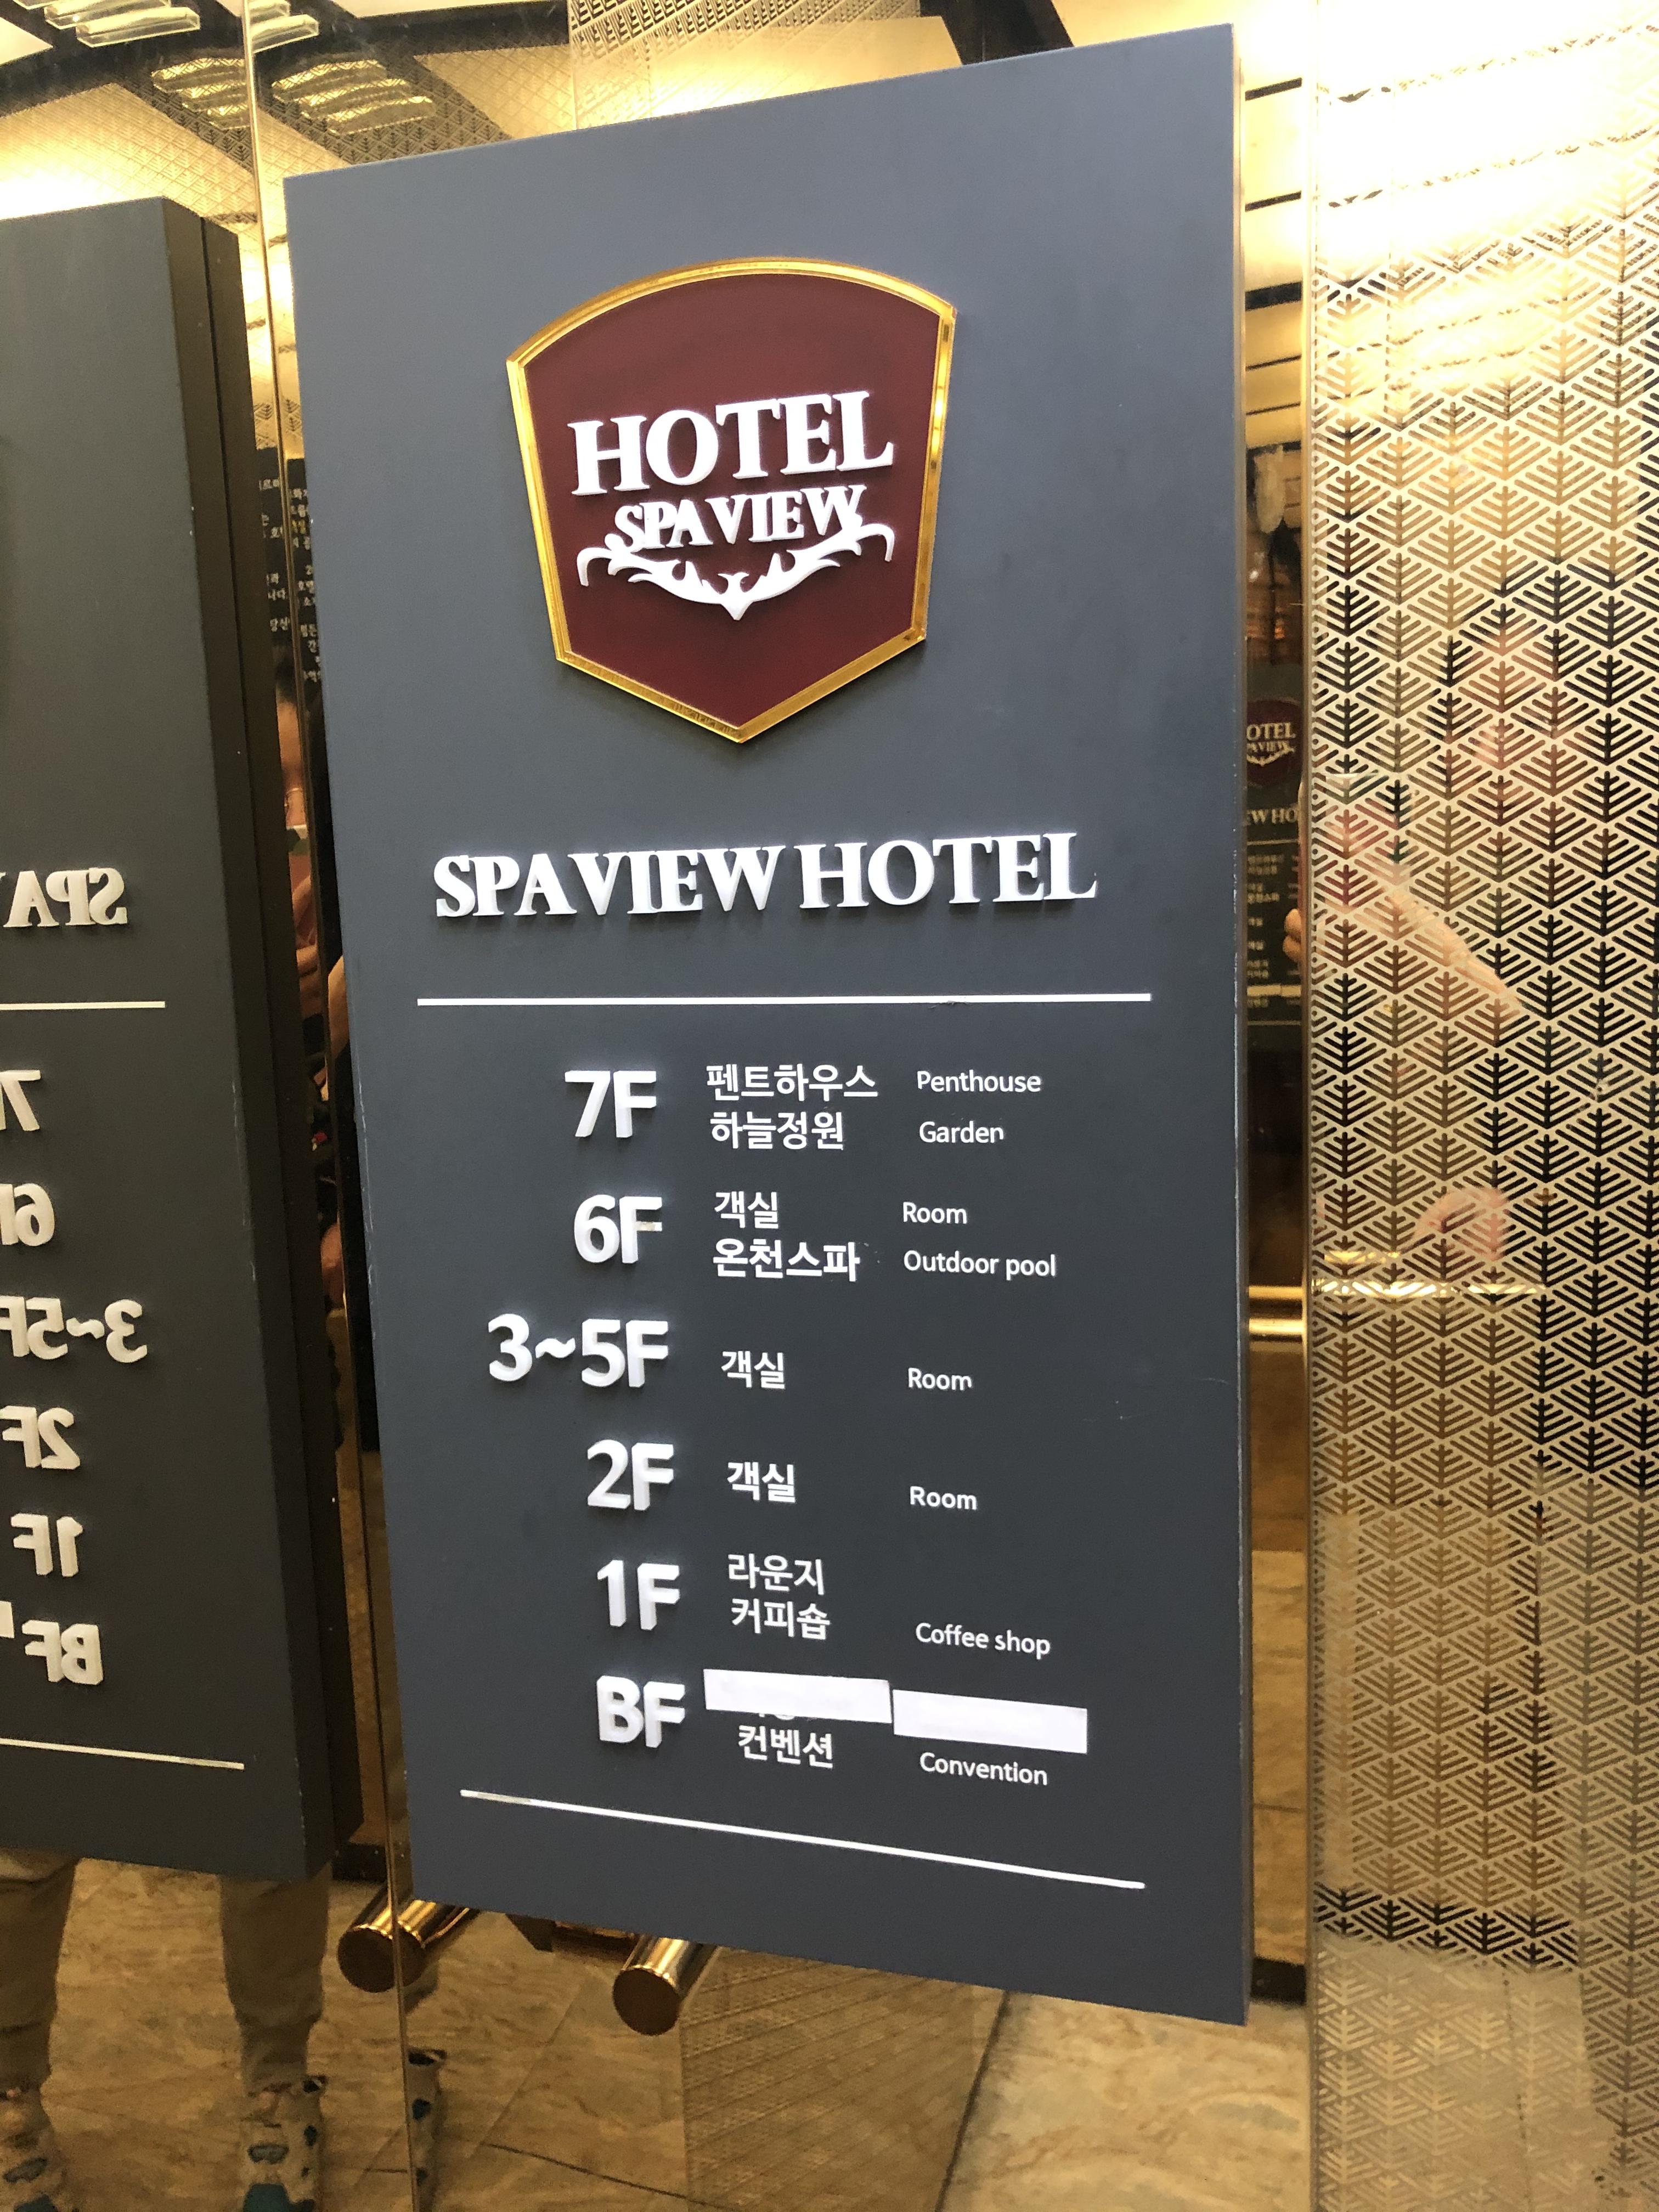 HOTEL
SPAVIEW
SPAVIEW HOTEL
7F 펜트하우스 Penthouse
하늘정원 Garden
6F 객실 Room
온천스파 Outdoor pool
3~5F 객실 Room
2F 객실 Room
1F 라운지
커피숍 Coffee shop
BF
컨벤션 Convention